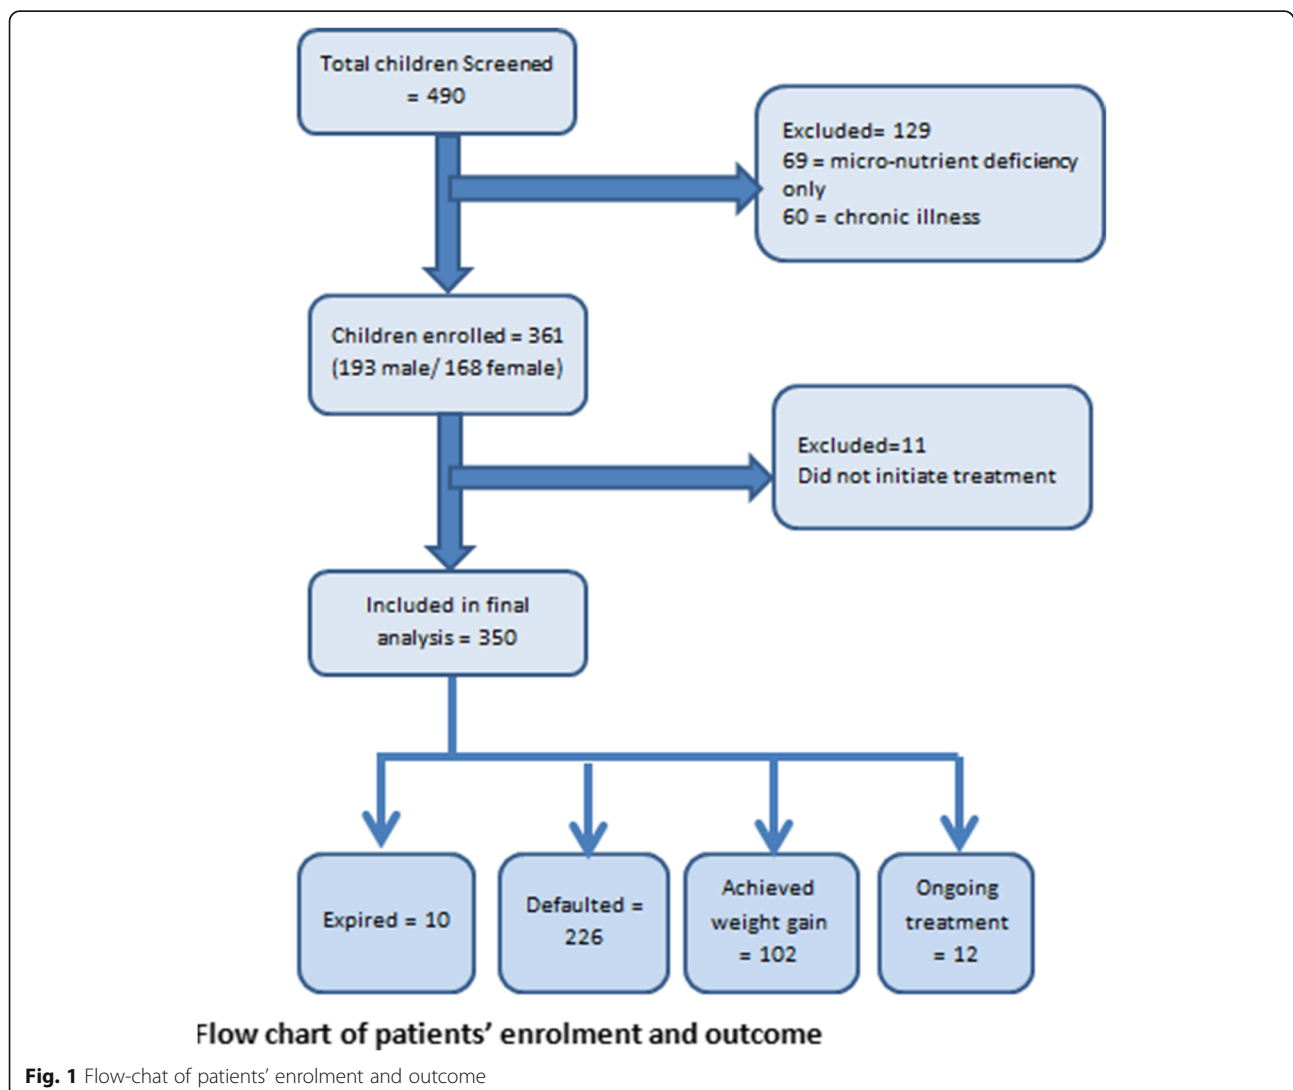 Total children Screened
= 490
Excluded= 129
69 = micro-nutrient deficiency
only
60 = chronic illness
Children enrolled = 361
(193 male/ 168 female)
Excluded=11
Did not initiate treatment
Included in final
analysis = 350
Expired = 10
Defaulted =
226
Achieved
weight gain
= 102
Ongoing
treatment
= 12
Flow chart of patients’ enrolment and outcome
Fig. 1 Flow-chat of patients’ enrolment and outcome